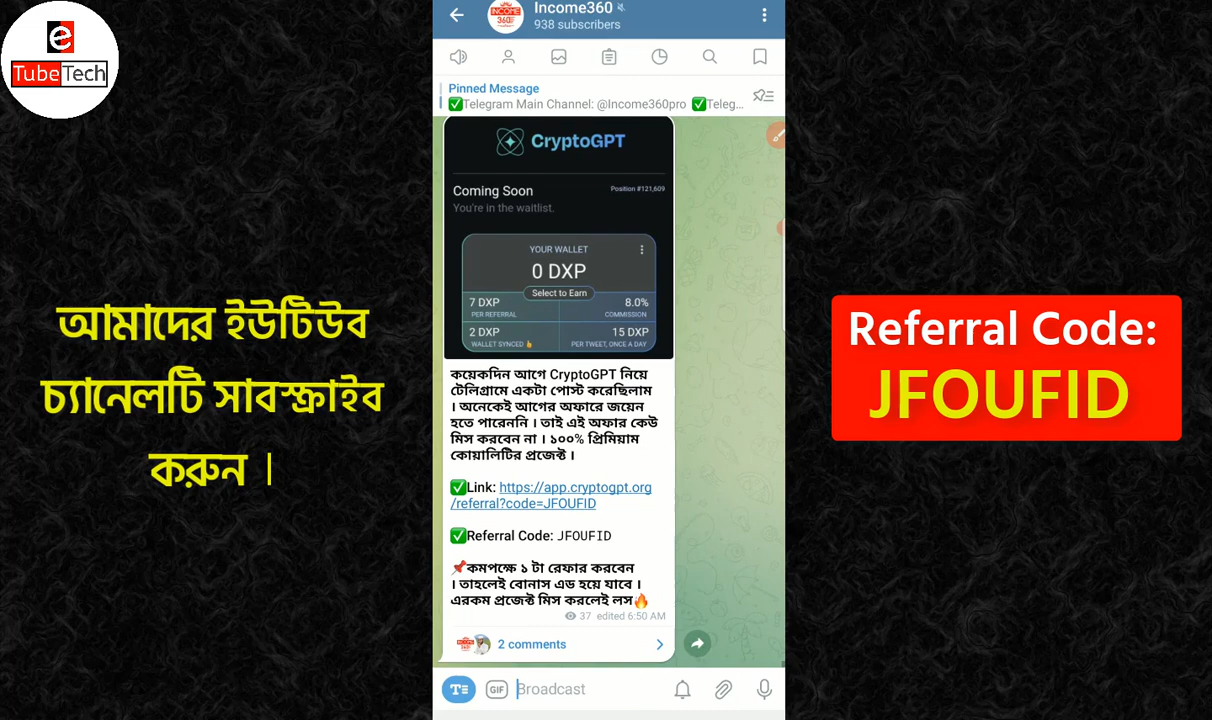 e
TubeTech
আমাদের ইউটিউব
চ্যানেলটি সাবস্ক্রাইব
করুন ।
INCOME
360
Income360
938 subscribers
Pinned Message
✅Telegram Main Channel: @Income360pro ✅Teleg...
CryptoGPT
Coming Soon
Position #121,609
You're in the waitlist.
YOUR WALLET
0 DXP
Select to Earn
7 DXP
8.0%
PER REFERRAL
COMMISSION
2 DXP
15 DXP
WALLET SYNCED👆
PER TWEET, ONCE A DAY
কয়েকদিন আগে CryptoGPT নিয়ে
টেলিগ্রামে একটা পোস্ট করেছিলাম
। অনেকেই আগের অফারে জয়েন
হতে পারেননি । তাই এই অফার কেউ
মিস করবেন না । ১০০% প্রিমিয়াম
কোয়ালিটির প্রজেক্ট ।
✅Link: https://app.cryptogpt.org
/referral?code=JFOUFID
✅Referral Code: JFOUFID
📌কমপক্ষে ১ টা রেফার করবেন
। তাহলেই বোনাস এড হয়ে যাবে ।
এরকম প্রজেক্ট মিস করলেই লস🔥
37 edited 6:50 AM
2 comments
GIF
Broadcast
Referral Code:
JFOUFID